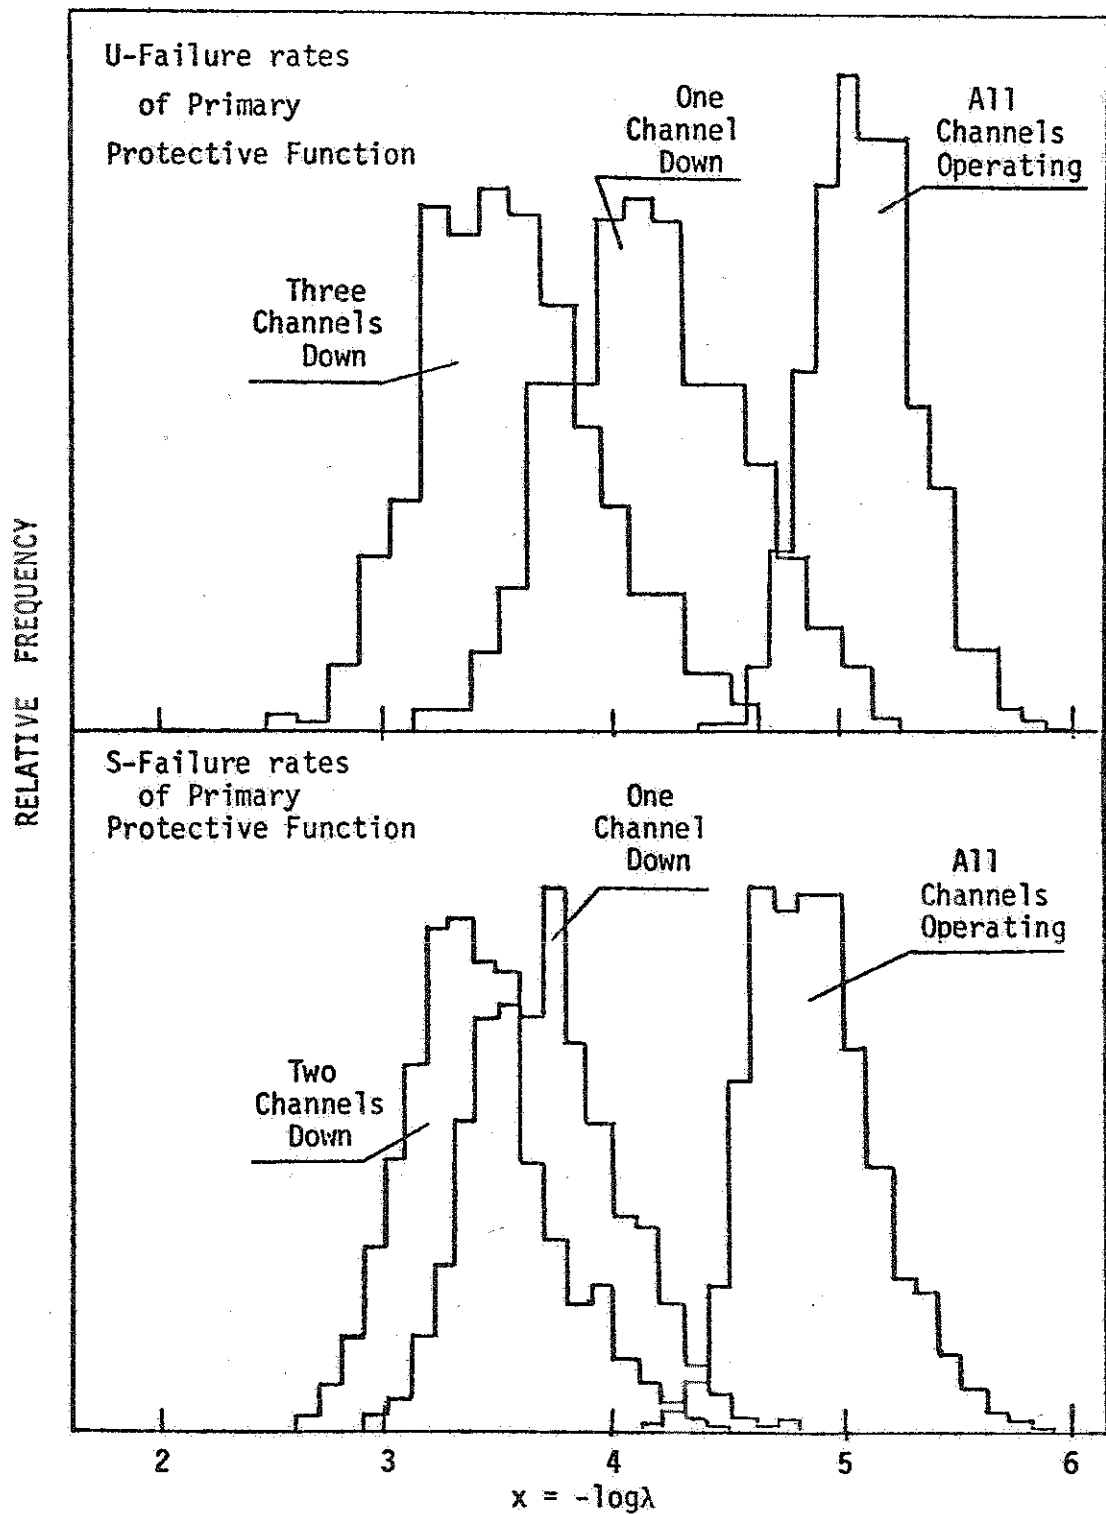 U-Failure rates
of Primary
Protective Function
One
Channel
Down
All
Channels
Operating
Three
Channels
Down
RELATIVE FREQUENCY
S-Failure rates
of Primary
Protective Function
One
Channel
Down
All
Channels
Operating
Two
Channels
Down
2 3 4 5 6
x = -logλ